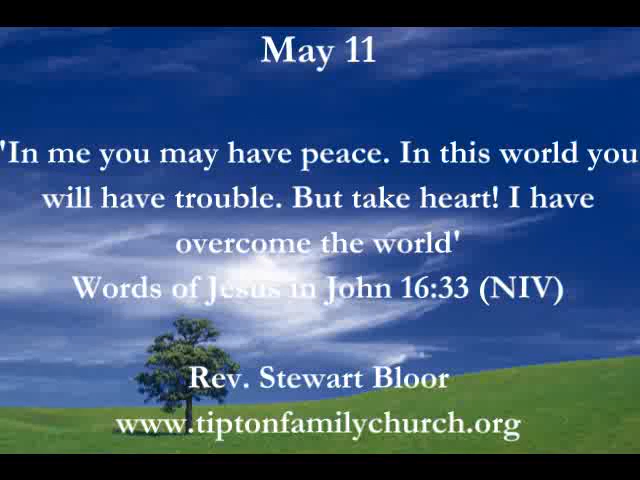 May 11
'In me you may have peace. In this world you
will have trouble. But take heart! I have
overcome the world'
Words of Jesus in John 16:33 (NIV)
Rev. Stewart Bloor
www.tiptonfamilychurch.org